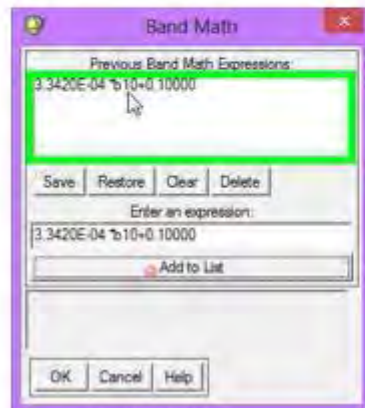 Band Math
Previous Band Math Expressions:
3.3420E-04 *b10+0.10000
Save Restore Clear Delete
Enter an expression:
3.3420E-04 *b10+0.10000
Add to List
OK Cancel Help